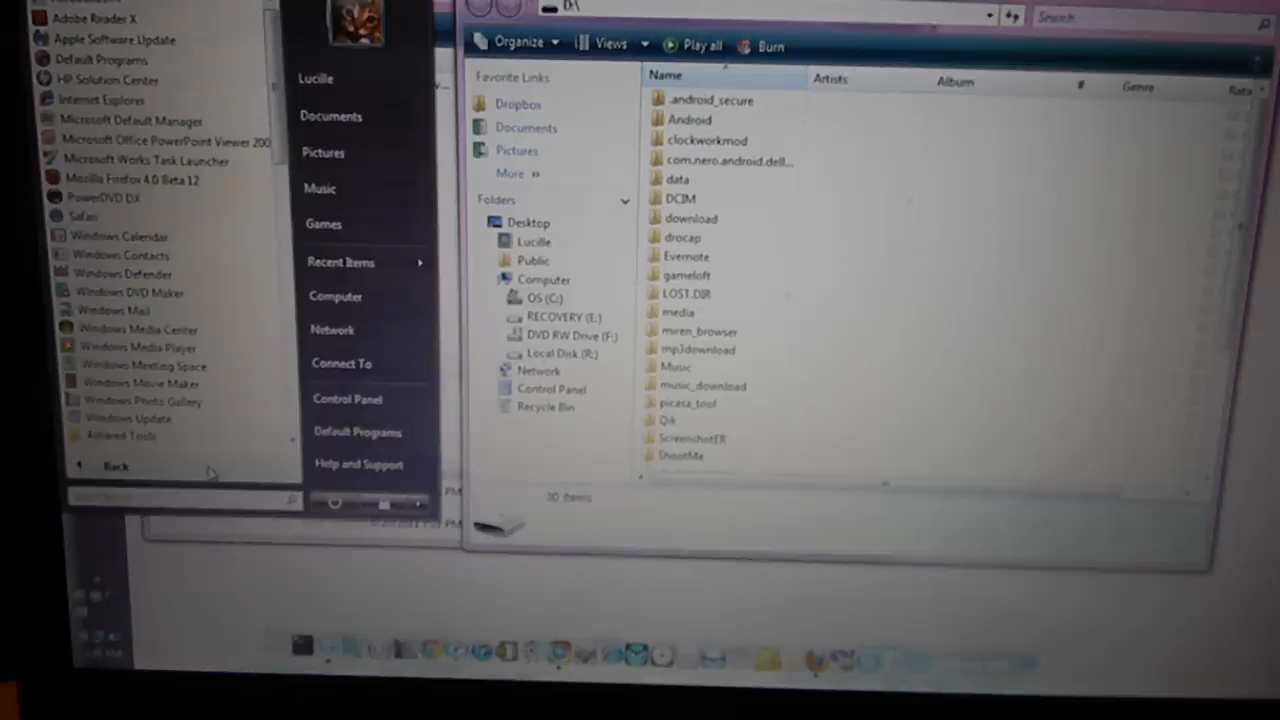 Adobe Reader X
Apple Software Update
Default Programs
HP Solution Center
Internet Explorer
Microsoft Default Manager
Microsoft Office PowerPoint Viewer 200
Microsoft Works Task Launcher
Mozilla Firefox 4.0 Beta 12
PowerDVD DX
Safari
Windows Calendar
Windows Contacts
Windows Defender
Windows DVD Maker
Windows Mail
Windows Media Center
Windows Media Player
Windows Meeting Space
Windows Movie Maker
Windows Photo Gallery
Windows Update
4shared Tools
Back
Lucille
Documents
Pictures
Music
Games
Recent Items
Computer
Network
Connect To
Control Panel
Default Programs
Help and Support
PM
PM
D:\
Search
Organize Views Play all Burn
Favorite Links
Dropbox
Documents
Pictures
More »
Folders
Desktop
Lucille
Public
Computer
OS (C:)
RECOVERY (E:)
DVD RW Drive (F:)
Local Disk (R:)
Network
Control Panel
Recycle Bin
Name Artists Album # Genre
.android_secure
Android
clockworkmod
com.nero.android.dell...
data
DCIM
download
drocap
Evernote
gameloft
LOST.DIR
media
miren_browser
mp3download
Music
music_download
picasa_tool
Qik
ScreenshotER
ShootMe
30 items